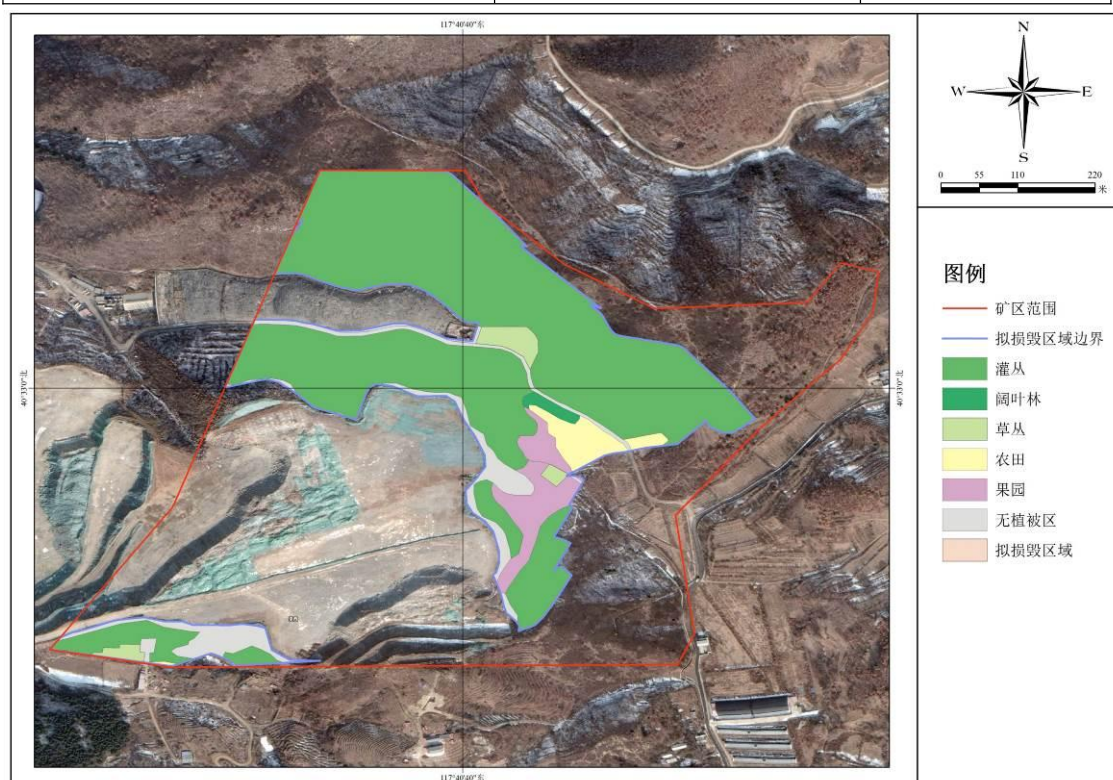 117°40'40"东
N
W
E
S
0 55 110 220
米
图例
矿区范围
拟损毁区域边界
灌丛
阔叶林
草丛
农田
果园
无植被区
拟损毁区域
40°33'0"北
40°33'0"北
117°40'40"东